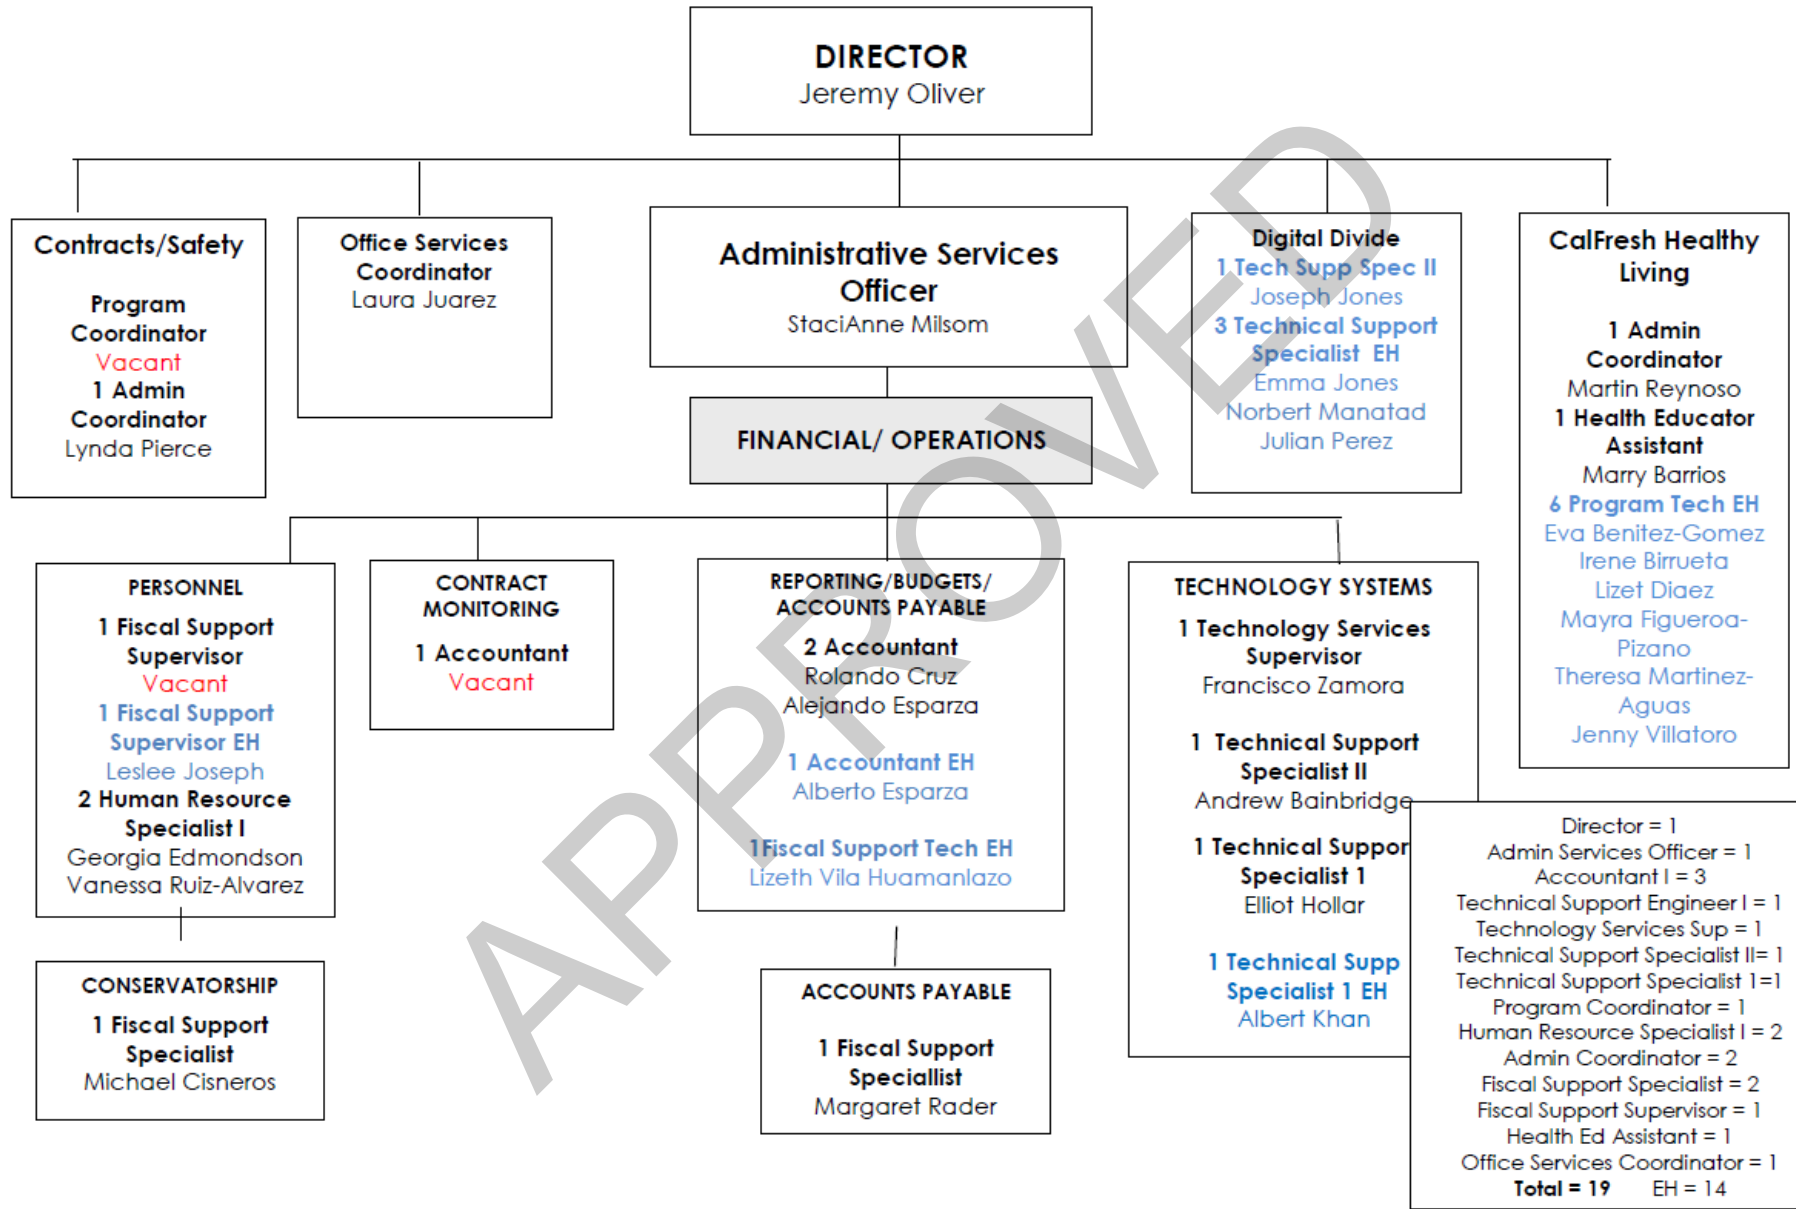 DIRECTOR
Jeremy Oliver
Contracts/Safety
Program
Coordinator
Vacant
1 Admin
Coordinator
Lynda Pierce
Office Services
Coordinator
Laura Juarez
Administrative Services
Officer
StaciAnne Milsom
FINANCIAL/ OPERATIONS
Digital Divide
1 Tech Supp Spec II
Joseph Jones
3 Technical Support
Specialist EH
Emma Jones
Norbert Manatad
Julian Perez
CalFresh Healthy
Living
1 Admin
Coordinator
Martin Reynoso
1 Health Educator
Assistant
Marry Barrios
6 Program Tech EH
Eva Benitez-Gomez
Irene Birrueta
Lizet Diaez
Mayra Figueroa-
Pizano
Theresa Martinez-
Aguas
Jenny Villatoro
PERSONNEL
1 Fiscal Support
Supervisor
Vacant
1 Fiscal Support
Supervisor EH
Leslee Joseph
2 Human Resource
Specialist I
Georgia Edmondson
Vanessa Ruiz-Alvarez
CONSERVATORSHIP
1 Fiscal Support
Specialist
Michael Cisneros
CONTRACT
MONITORING
1 Accountant
Vacant
REPORTING/BUDGETS/
ACCOUNTS PAYABLE
2 Accountant
Rolando Cruz
Alejando Esparza
1 Accountant EH
Alberto Esparza
1Fiscal Support Tech EH
Lizeth Vila Huamanlazo
ACCOUNTS PAYABLE
1 Fiscal Support
Speciallist
Margaret Rader
TECHNOLOGY SYSTEMS
1 Technology Services
Supervisor
Francisco Zamora
1 Technical Support
Specialist II
Andrew Bainbridge
1 Technical Suppor
Specialist 1
Elliot Hollar
1 Technical Supp
Specialist 1 EH
Albert Khan
Director = 1
Admin Services Officer = 1
Accountant I = 3
Technical Support Engineer I = 1
Technology Services Sup = 1
Technical Support Specialist II= 1
Technical Support Specialist 1=1
Program Coordinator = 1
Human Resource Specialist I = 2
Admin Coordinator = 2
Fiscal Support Specialist = 2
Fiscal Support Supervisor = 1
Health Ed Assistant = 1
Office Services Coordinator = 1
Total = 19 EH = 14
APPROVED